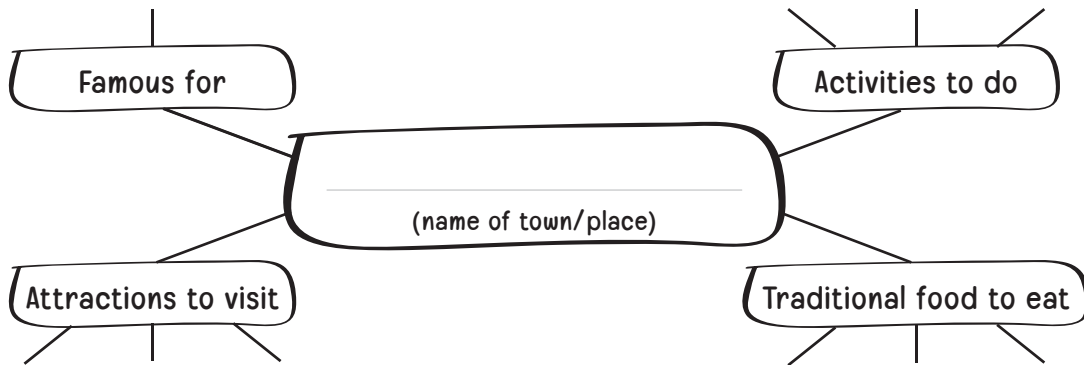 Famous for
Activities to do
(name of town/place)
Attractions to visit
Traditional food to eat